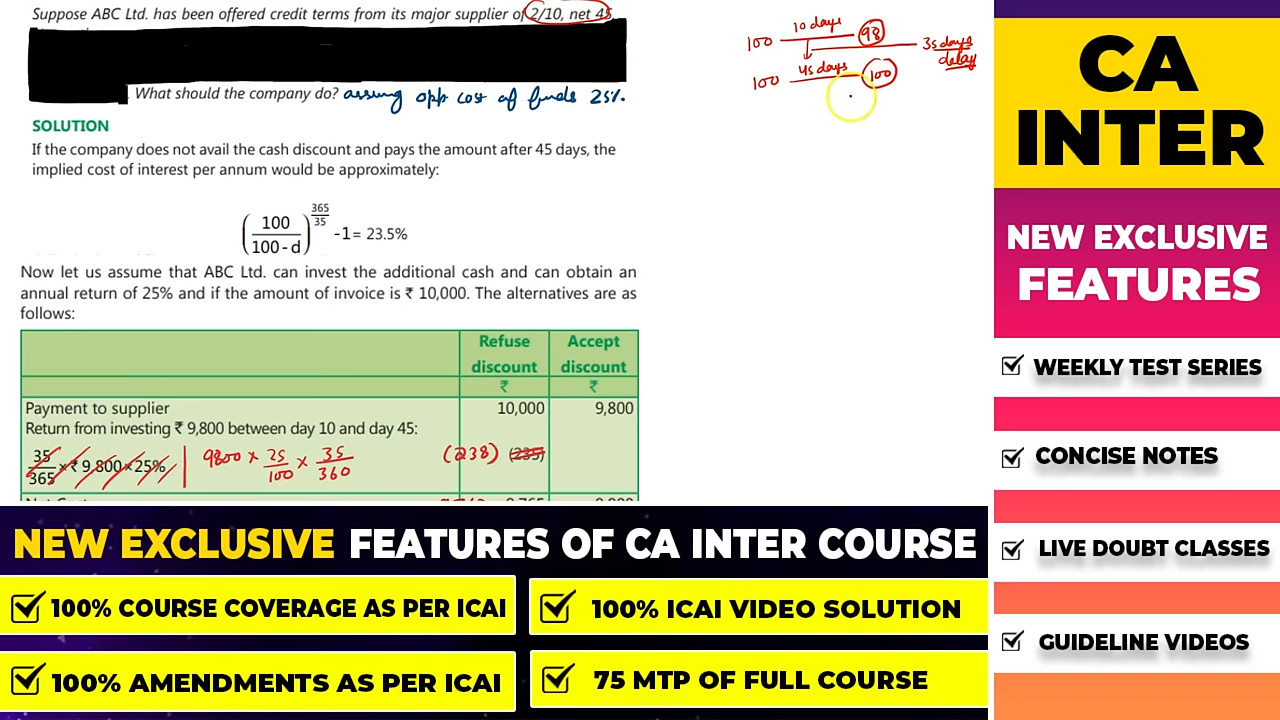 Suppose ABC Ltd. has been offered credit terms from its major supplier of 2/10, net 45,
What should the company do? assuming opp cost of funds 25%.
SOLUTION
If the company does not avail the cash discount and pays the amount after 45 days, the
implied cost of interest per annum would be approximately:
(100/100 - d)^365/35 -1= 23.5%
Now let us assume that ABC Ltd. can invest the additional cash and can obtain an
annual return of 25% and if the amount of invoice is ₹ 10,000. The alternatives are as
follows:
Refuse discount Accept discount
₹ ₹
Payment to supplier 10,000 9,800
Return from investing ₹ 9,800 between day 10 and day 45:
35/365 × ₹ 9,800×25% 9800 × 25/100 × 35/360 (238) (235)
100 10 days 98
35 days
delay
100 45 days 100
CA
INTER
NEW EXCLUSIVE
FEATURES
WEEKLY TEST SERIES
CONCISE NOTES
LIVE DOUBT CLASSES
GUIDELINE VIDEOS
NEW EXCLUSIVE FEATURES OF CA INTER COURSE
100% COURSE COVERAGE AS PER ICAI
100% ICAI VIDEO SOLUTION
100% AMENDMENTS AS PER ICAI
75 MTP OF FULL COURSE